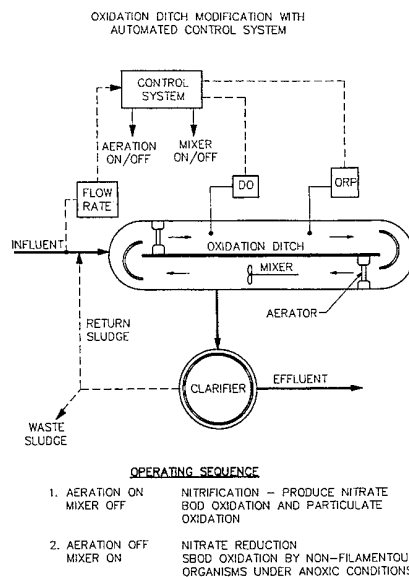 OXIDATION DITCH MODIFICATION WITH
AUTOMATED CONTROL SYSTEM
CONTROL
SYSTEM
AERATION
ON/OFF
MIXER
ON/OFF
FLOW
RATE
DO
ORP
INFLUENT
OXIDATION DITCH
MIXER
AERATOR
RETURN
SLUDGE
CLARIFIER
EFFLUENT
WASTE
SLUDGE
OPERATING SEQUENCE
1. AERATION ON NITRIFICATION – PRODUCE NITRATE
MIXER OFF BOD OXIDATION AND PARTICULATE
OXIDATION
2. AERATION OFF NITRATE REDUCTION
MIXER ON SBOD OXIDATION BY NON-FILAMENTOUS
ORGANISMS UNDER ANOXIC CONDITIONS